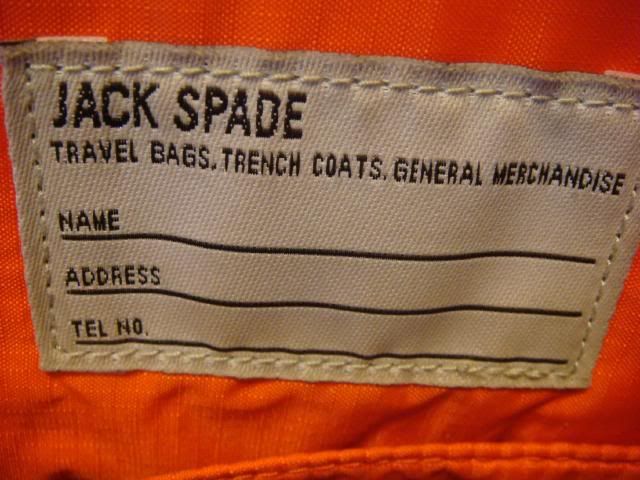 JACK SPADE
TRAVEL BAGS. TRENCH COATS. GENERAL MERCHANDISE
NAME
ADDRESS
TEL NO.